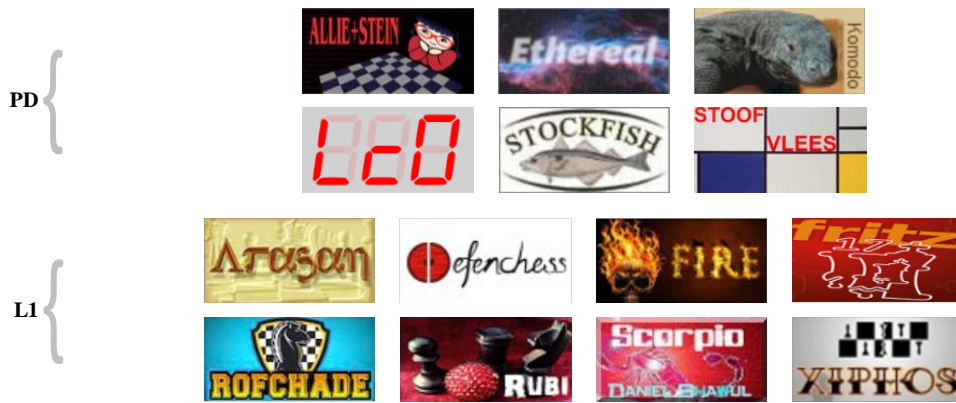 PD
ALLIE+STEIN
Ethereal
Komodo
Lc0
STOCKFISH
STOOF
VLEES
L1
Arasan
Defenchess
FIRE
fritz
17
ROFCHADE
RUBI
Scorpio
DANIEL SHAWUL
XIPHOS